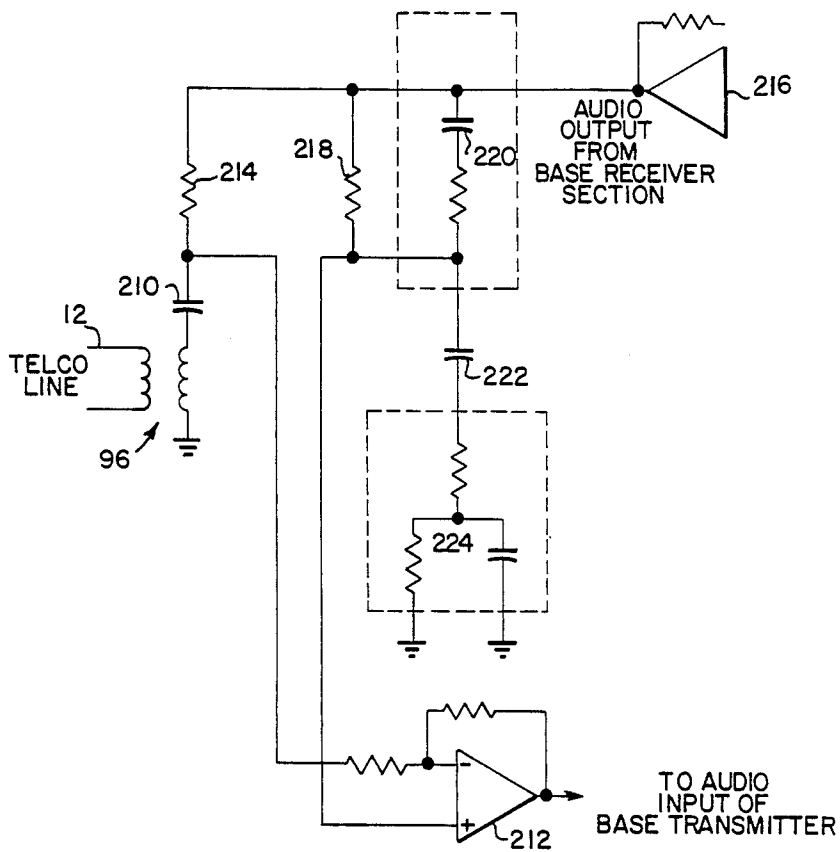 216
AUDIO
OUTPUT
FROM
BASE RECEIVER
SECTION
220
218
214
210
12
TELCO
LINE
96
222
224
-
+
212
TO AUDIO
INPUT OF
BASE TRANSMITTER